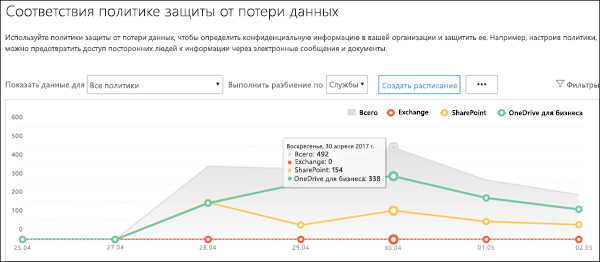 Соответствия политике защиты от потери данных
Используйте политики защиты от потери данных, чтобы определить конфиденциальную информацию в вашей организации и защитить ее. Например, настроив политики,
можно предотвратить доступ посторонних людей к информации через электронные сообщения и документы.
Показать данные для Все политики Выполнить разбиение по Службы Создать расписание ••• Фильтры
Всего Exchange SharePoint OneDrive для бизнеса
600
500
400
300
200
100
0
Воскресенье, 30 апреля 2017 г.
Всего: 492
Exchange: 0
SharePoint: 154
OneDrive для бизнеса: 338
25.04 27.04 28.04 29.04 30.04 01.05 02.05